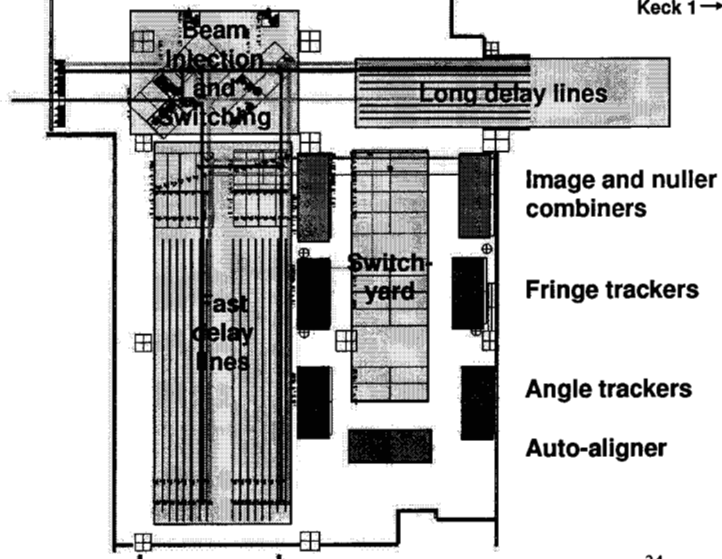 Keck 1
Beam
Injection
and
Switching
Long delay lines
Image and nuller
combiners
Switch-
yard
Fringe trackers
Fast
delay
lines
Angle trackers
Auto-aligner